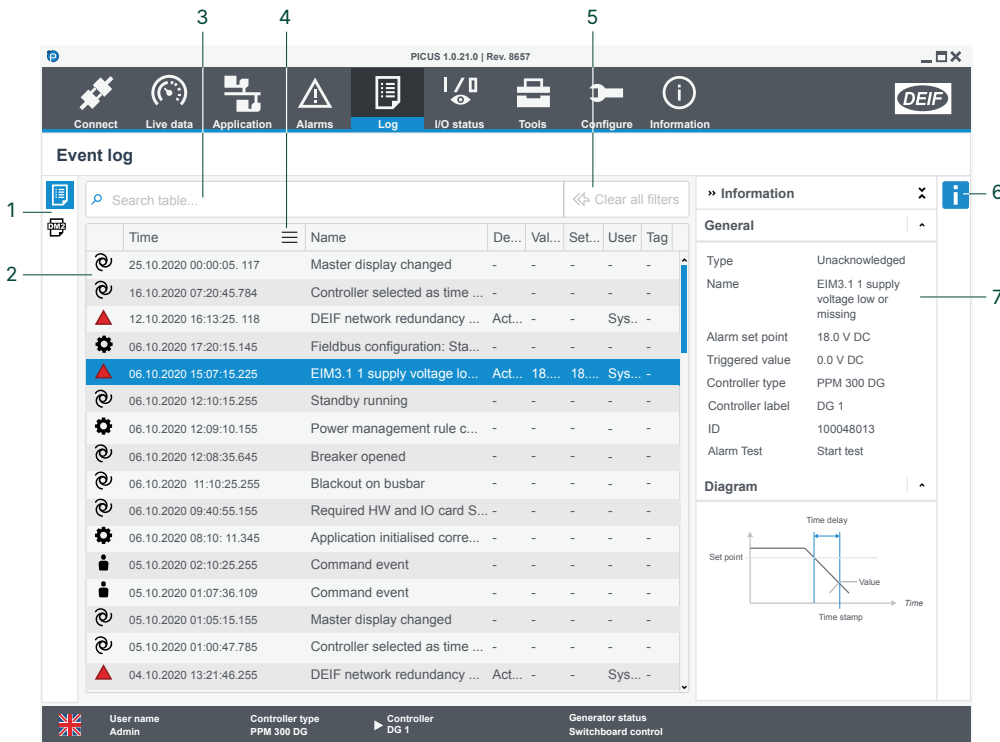 3 4 5
PICUS 1.0.21.0 | Rev. 8657
Connect Live data Application Alarms Log I/O status Tools Configure Information
DEIF
Event log
1
2
6
7
DM2
Search table...
Clear all filters
Time Name De... Val... Set... User Tag
25.10.2020 00:00:05. 117 Master display changed - - - - -
16.10.2020 07:20:45.784 Controller selected as time ... - - - - -
12.10.2020 16:13:25. 118 DEIF network redundancy ... Act... - - Sys.. -
06.10.2020 17:20:15.145 Fieldbus configuration: Sta... - - - - -
06.10.2020 15:07:15.225 EIM3.1 1 supply voltage lo... Act... 18.... 18.... Sys... -
06.10.2020 12:10:15.255 Standby running - - - - -
06.10.2020 12:09:10.155 Power management rule c... - - - - -
06.10.2020 12:08:35.645 Breaker opened - - - - -
06.10.2020 11:10:25.255 Blackout on busbar - - - - -
06.10.2020 09:40:55.155 Required HW and IO card S... - - - - -
06.10.2020 08:10: 11.345 Application initialised corre... - - - - -
05.10.2020 02:10:25.255 Command event - - - - -
05.10.2020 01:07:36.109 Command event - - - - -
05.10.2020 01:05:15.155 Master display changed - - - - -
05.10.2020 01:00:47.785 Controller selected as time ... - - - - -
04.10.2020 13:21:46.255 DEIF network redundancy ... Act... - - Sys... -
Information
General
Type Unacknowledged
Name EIM3.1 1 supply
voltage low or
missing
Alarm set point 18.0 V DC
Triggered value 0.0 V DC
Controller type PPM 300 DG
Controller label DG 1
ID 100048013
Alarm Test Start test
Diagram
Time delay
Set point
Value
Time
Time stamp
User name Controller type Controller Generator status
Admin PPM 300 DG DG 1 Switchboard control